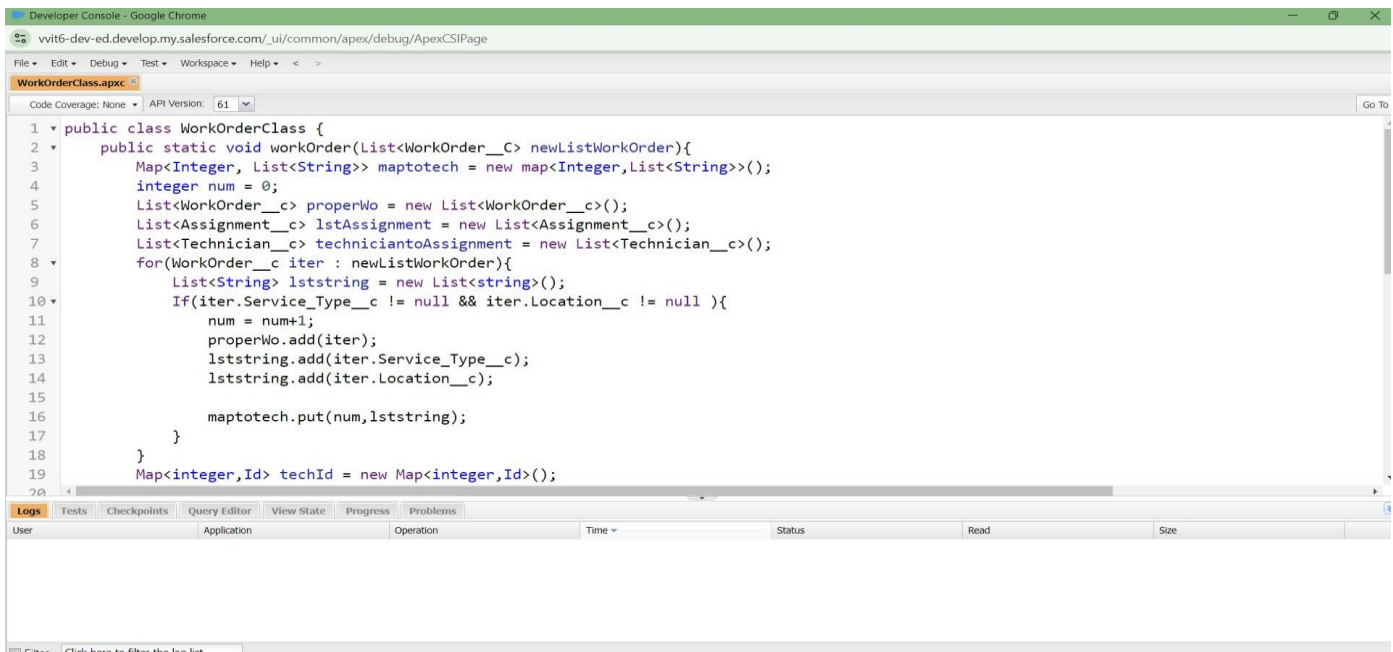 Developer Console - Google Chrome
vvit6-dev-ed.develop.my.salesforce.com/_ui/common/apex/debug/ApexCSIPage
File Edit Debug Test Workspace Help < >
WorkOrderClass.apxc
Code Coverage: None API Version: 61 Go To
1 public class WorkOrderClass {
2 public static void workOrder(List<WorkOrder__C> newListWorkOrder){
3 Map<Integer, List<String>> maptotech = new map<Integer,List<String>>();
4 integer num = 0;
5 List<WorkOrder__c> properWo = new List<WorkOrder__c>();
6 List<Assignment__c> lstAssignment = new List<Assignment__c>();
7 List<Technician__c> techniciantoAssignment = new List<Technician__c>();
8 for(WorkOrder__c iter : newListWorkOrder){
9 List<String> lststring = new List<string>();
10 If(iter.Service_Type__c != null && iter.Location__c != null ){
11 num = num+1;
12 properWo.add(iter);
13 lststring.add(iter.Service_Type__c);
14 lststring.add(iter.Location__c);
15
16 maptotech.put(num,lststring);
17 }
18 }
19 Map<integer,Id> techId = new Map<integer,Id>();
20
Logs Tests Checkpoints Query Editor View State Progress Problems
User Application Operation Time Status Read Size
Filter Click here to filter the log list